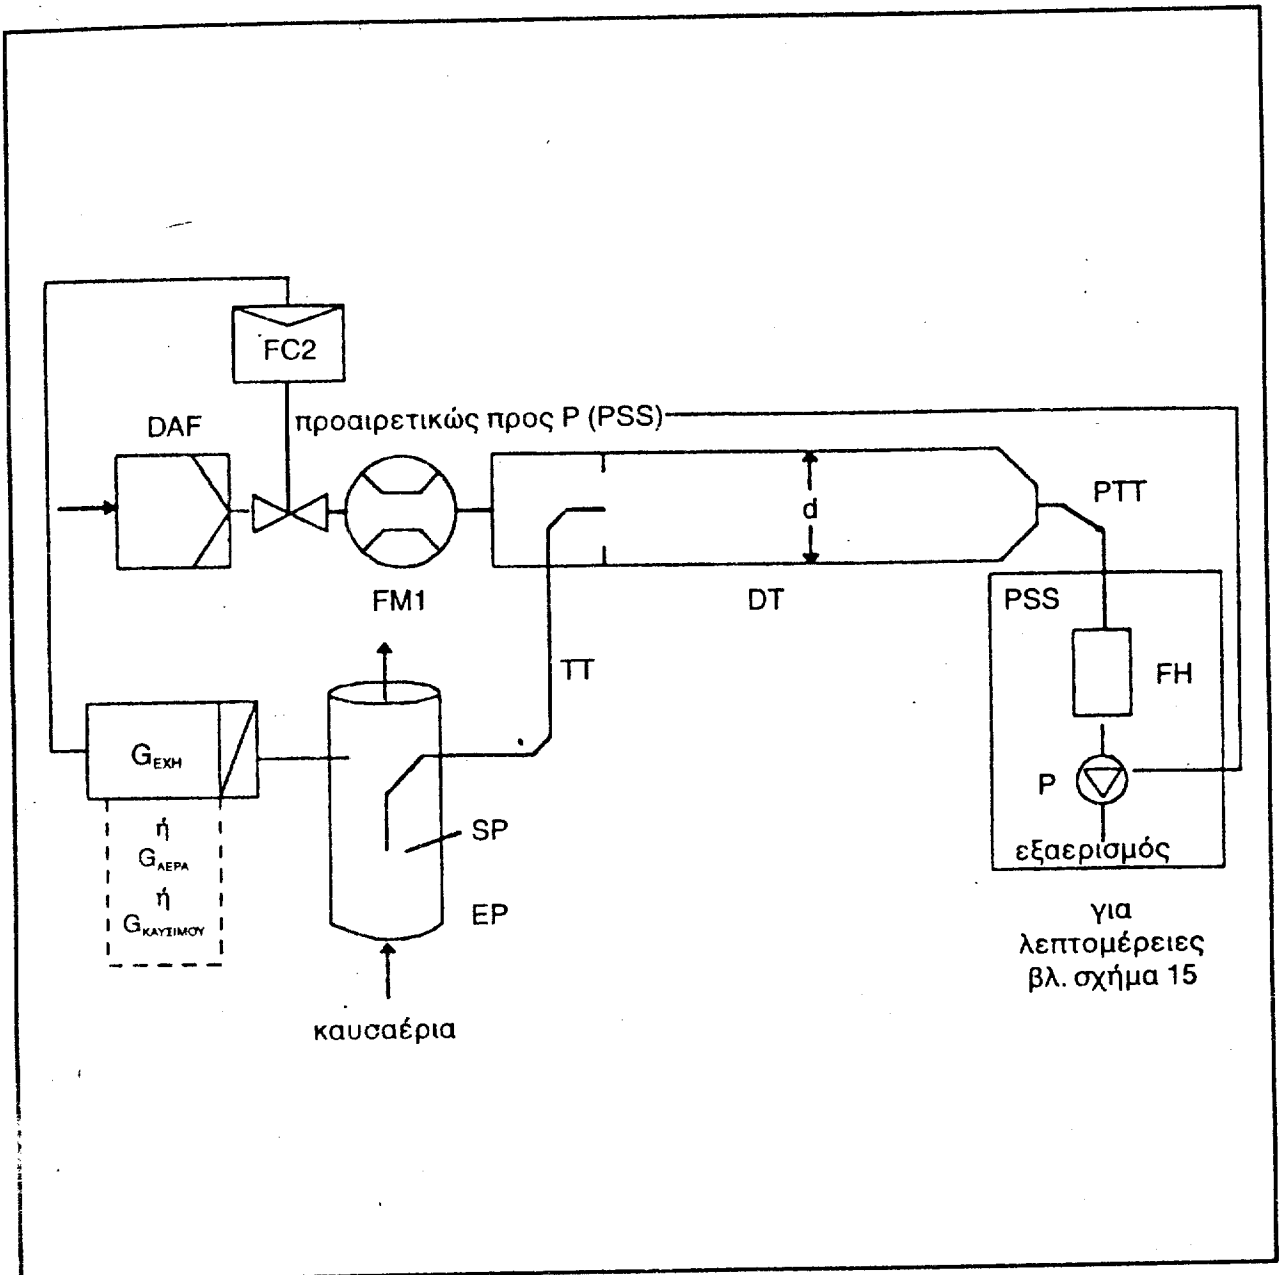 FC2
DAF
προαιρετικώς προς P (PSS)
d
PTT
FM1
DT
PSS
TT
FH
G_EXH
P
SP
ή
G_ΑΕΡΑ
εξαερισμός
ή
EP
G_ΚΑΥΣΙΜΟΥ
για
λεπτομέρειες
βλ. σχήμα 15
καυσαέρια